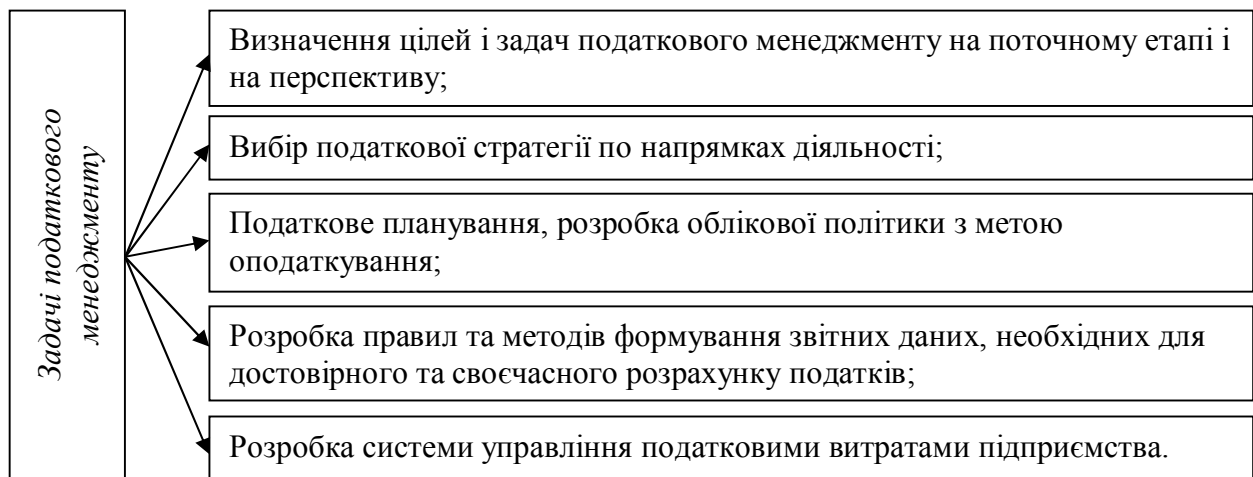 Задачі податкового
менеджменту
Визначення цілей і задач податкового менеджменту на поточному етапі і
на перспективу;
Вибір податкової стратегії по напрямках діяльності;
Податкове планування, розробка облікової політики з метою
оподаткування;
Розробка правил та методів формування звітних даних, необхідних для
достовірного та своєчасного розрахунку податків;
Розробка системи управління податковими витратами підприємства.